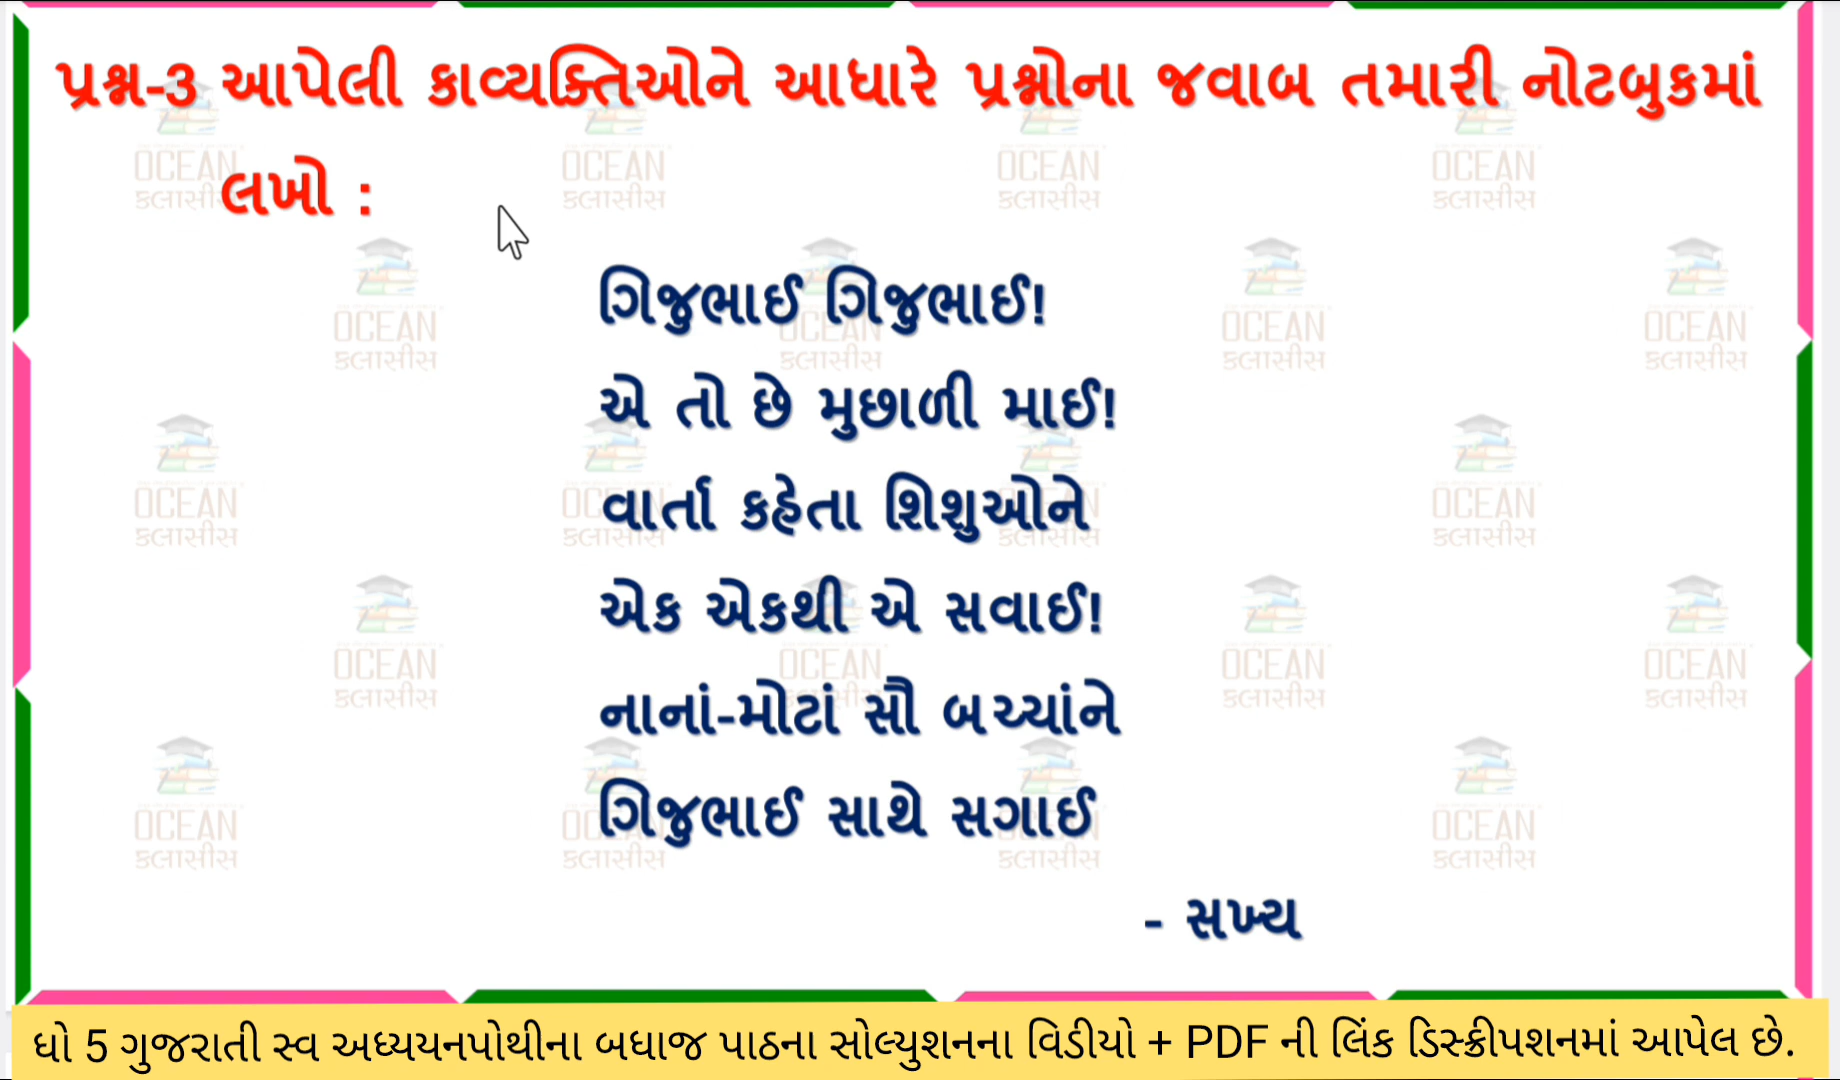 પ્રશ્ન-3 આપેલી કાવ્યક્તિઓને આધારે પ્રશ્નોના જવાબ તમારી નોટબુકમાં
લખો :
ગિજુભાઈ ગિજુભાઈ!
એ તો છે મુછાળી માઈ!
વાર્તા કહેતા શિશુઓને
એક એકથી એ સવાઈ!
નાનાં-મોટાં સૌ બચ્ચાંને
ગિજુભાઈ સાથે સગાઈ
- સખ્ય
ધો 5 ગુજરાતી સ્વ અધ્યયનપોથીના બધાજ પાઠના સોલ્યુશનના વિડીયો + PDF ની લિંક ડિસ્ક્રીપશનમાં આપેલ છે.
OCEAN
ક્લાસીસ